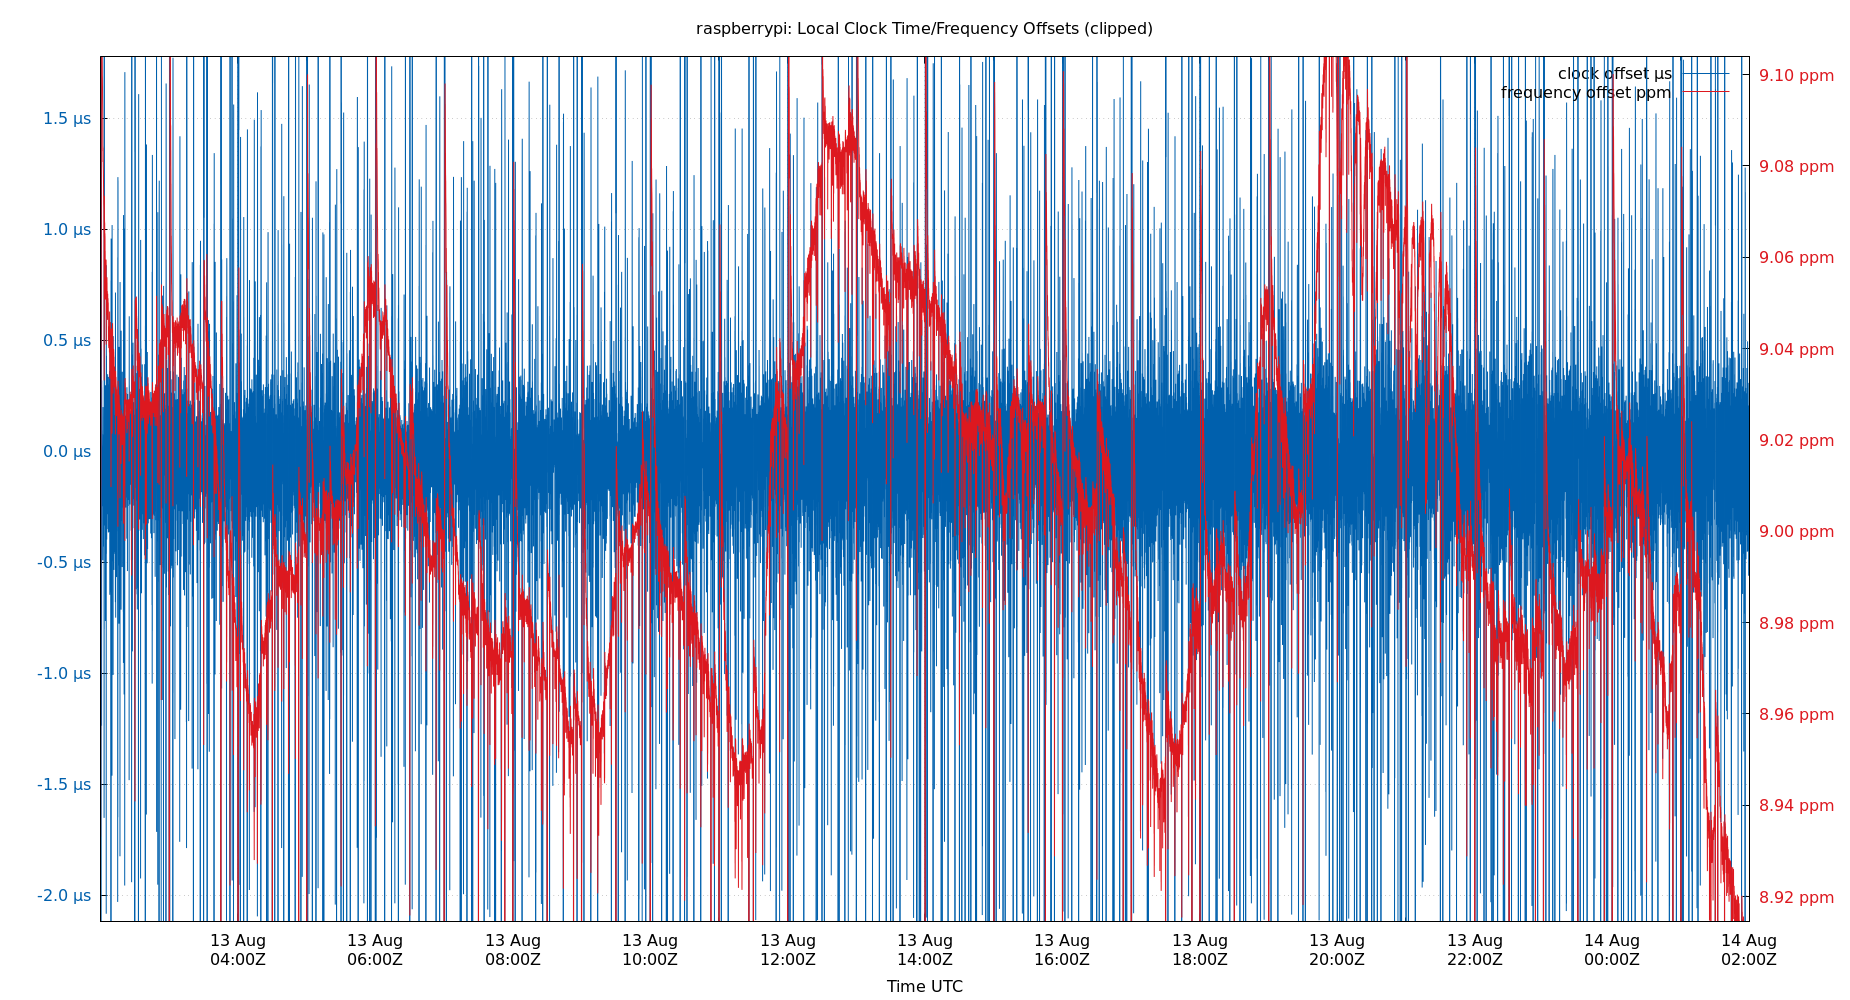 raspberrypi: Local Clock Time/Frequency Offsets (clipped)
clock offset µs
frequency offset ppm
1.5 µs
1.0 µs
0.5 µs
0.0 µs
-0.5 µs
-1.0 µs
-1.5 µs
-2.0 µs
9.10 ppm
9.08 ppm
9.06 ppm
9.04 ppm
9.02 ppm
9.00 ppm
8.98 ppm
8.96 ppm
8.94 ppm
8.92 ppm
13 Aug 13 Aug 13 Aug 13 Aug 13 Aug 13 Aug 13 Aug 13 Aug 13 Aug 13 Aug 14 Aug 14 Aug
04:00Z 06:00Z 08:00Z 10:00Z 12:00Z 14:00Z 16:00Z 18:00Z 20:00Z 22:00Z 00:00Z 02:00Z
Time UTC